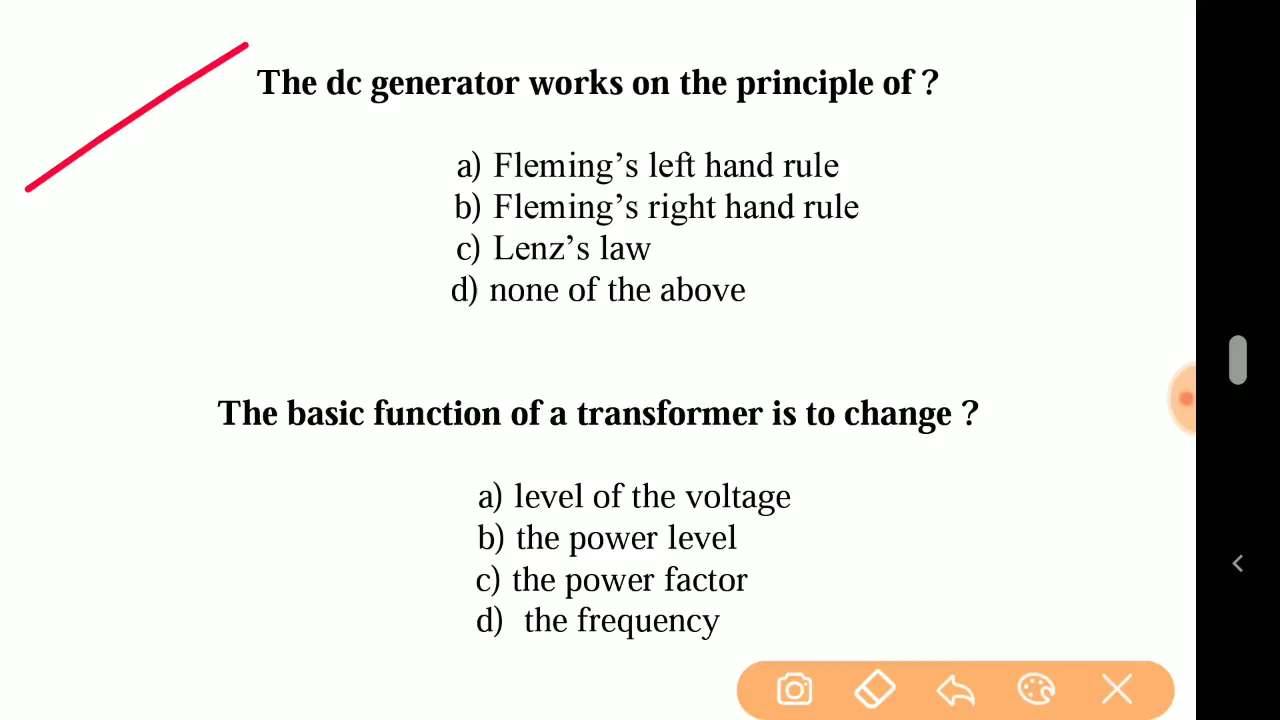 The dc generator works on the principle of ?
a) Fleming’s left hand rule
b) Fleming’s right hand rule
c) Lenz’s law
d) none of the above
The basic function of a transformer is to change ?
a) level of the voltage
b) the power level
c) the power factor
d) the frequency